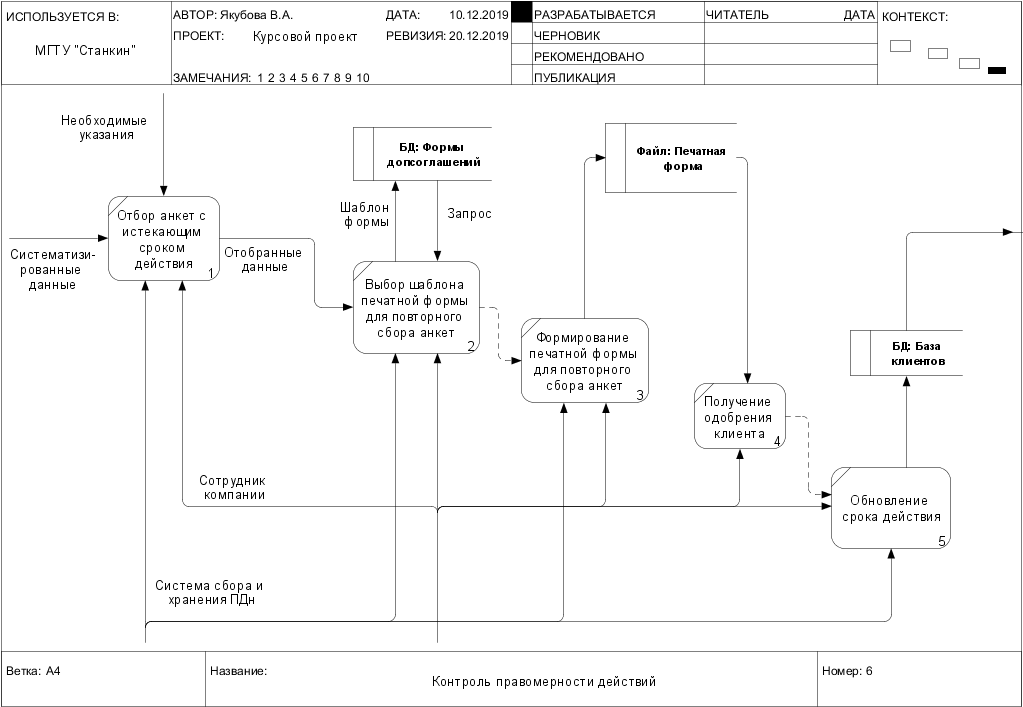 ИСПОЛЬЗУЕТСЯ В:
МГТУ "Станкин"
АВТОР: Якубова В.А.
ДАТА: 10.12.2019
ПРОЕКТ: Курсовой проект
РЕВИЗИЯ: 20.12.2019
ЗАМЕЧАНИЯ: 1 2 3 4 5 6 7 8 9 10
РАЗРАБАТЫВАЕТСЯ
ЧЕРНОВИК
РЕКОМЕНДОВАНО
ПУБЛИКАЦИЯ
ЧИТАТЕЛЬ
ДАТА
КОНТЕКСТ:
Необходимые
указания
Систематизи-
рованные
данные
Отбор анкет с
истекающим
сроком
действия
1
Отобранные
данные
БД: Формы
допсоглашений
Шаблон
формы
Запрос
Выбор шаблона
печатной формы
для повторного
сбора анкет
2
Файл: Печатная
форма
Формирование
печатной формы
для повторного
сбора анкет
3
Получение
одобрения
клиента
4
БД: База
клиентов
Обновление
срока действия
5
Сотрудник
компании
Система сбора и
хранения ПДн
Ветка: A4
Название:
Контроль правомерности действий
Номер: 6